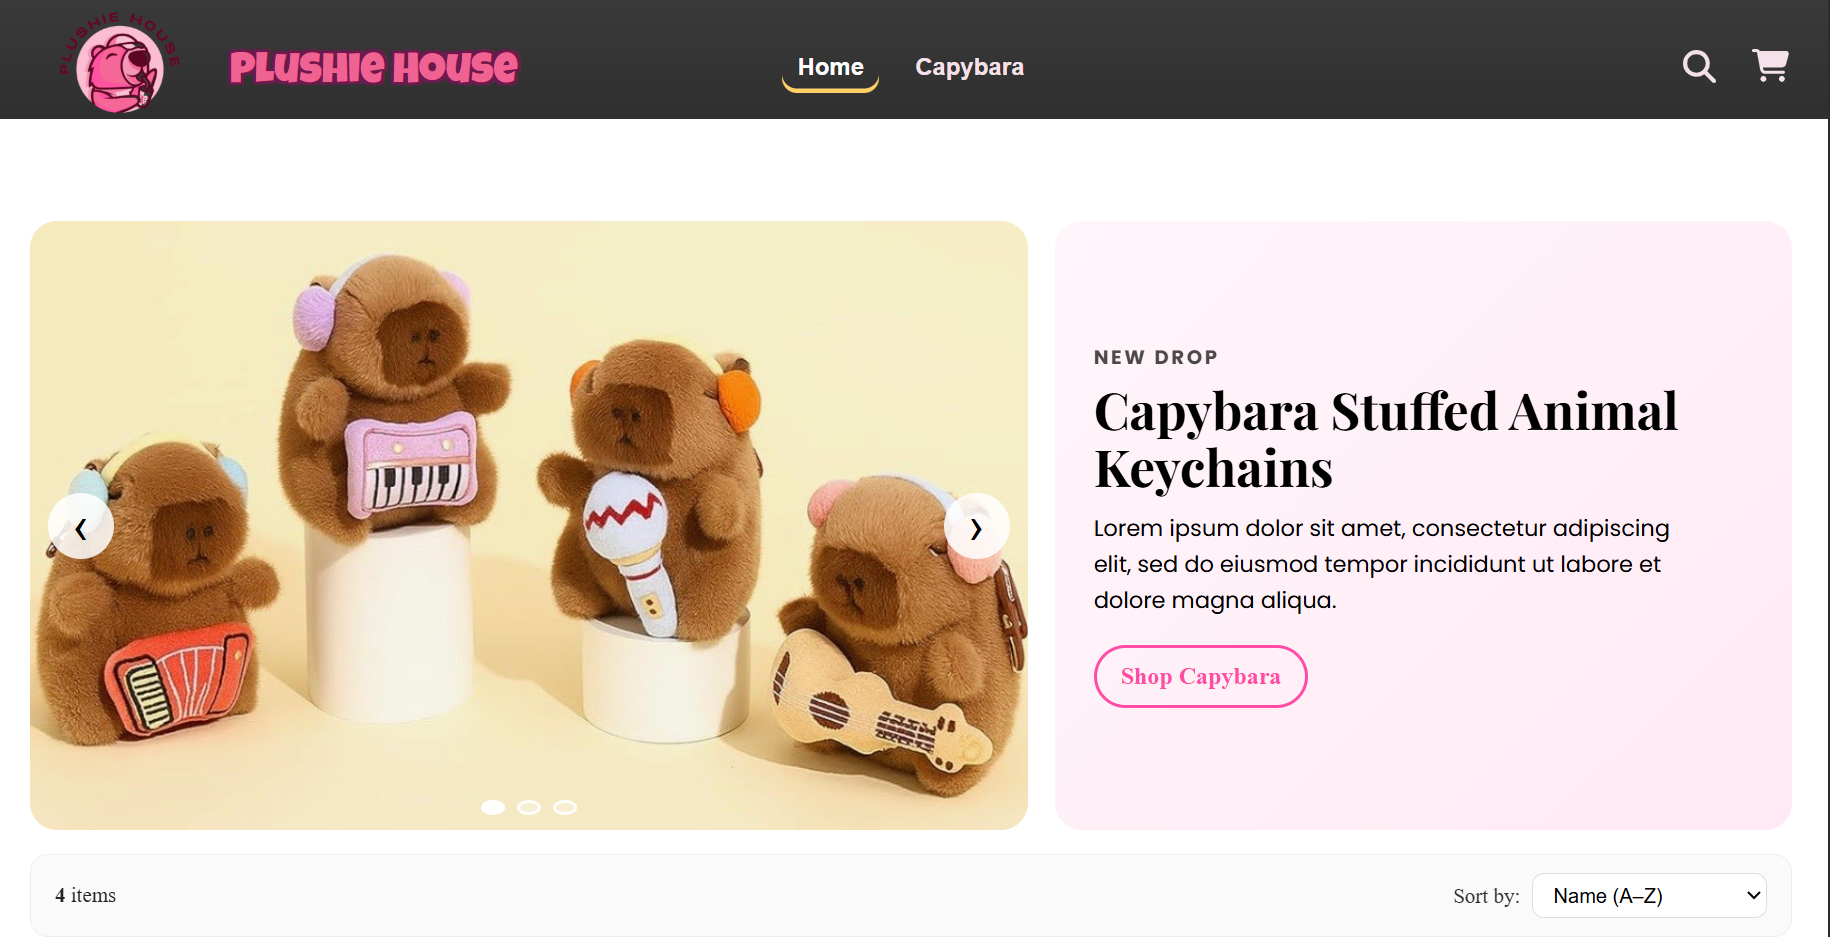 PLUSHIE HOUSE
PLUSHIE HOUSE
Home
Capybara
NEW DROP
Capybara Stuffed Animal
Keychains
Lorem ipsum dolor sit amet, consectetur adipiscing
elit, sed do eiusmod tempor incididunt ut labore et
dolore magna aliqua.
Shop Capybara
4 items
Sort by:
Name (A–Z)